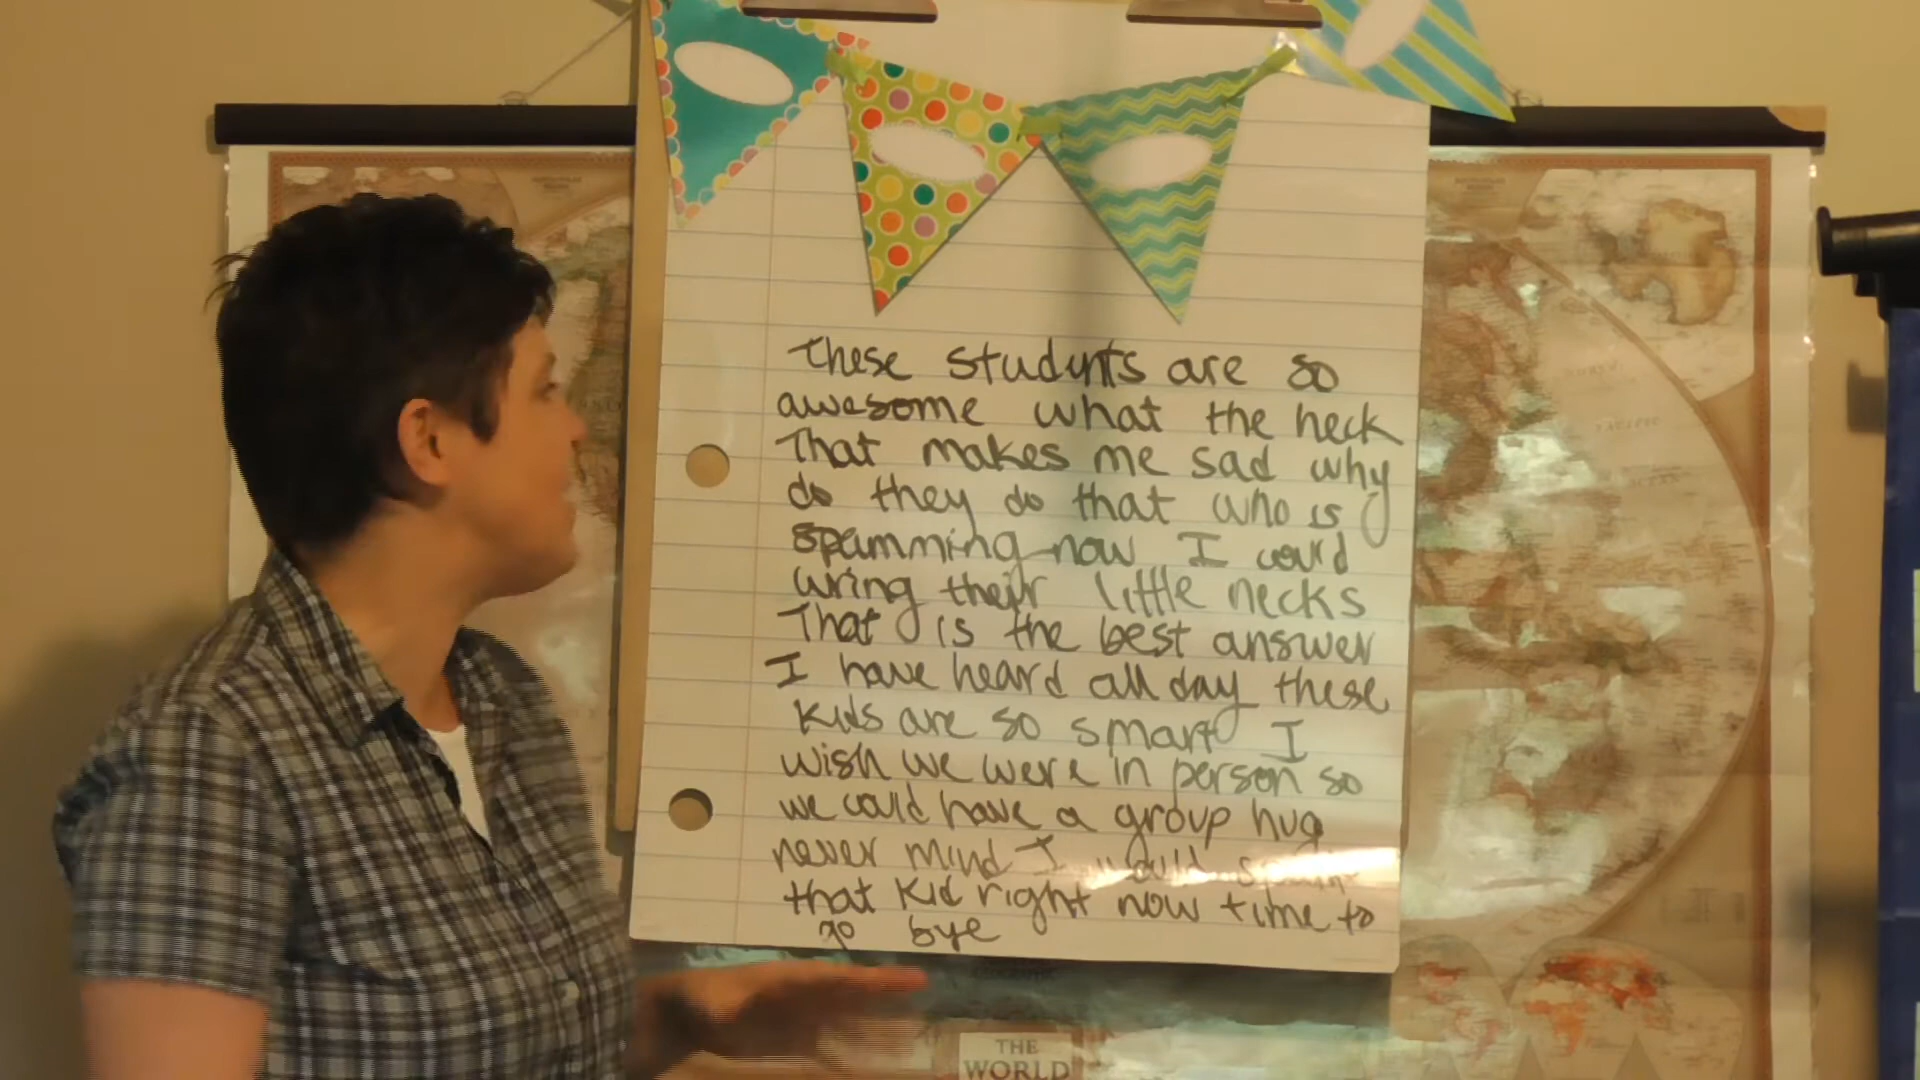 These students are so
awesome what the heck
That makes me sad why
do they do that who is
spamming now I could
wring their little necks
That is the best answer
I have heard all day these
kids are so smart I
wish we were in person so
we could have a group hug
never mind I would
that kid right now time to
go bye
THE
WORLD